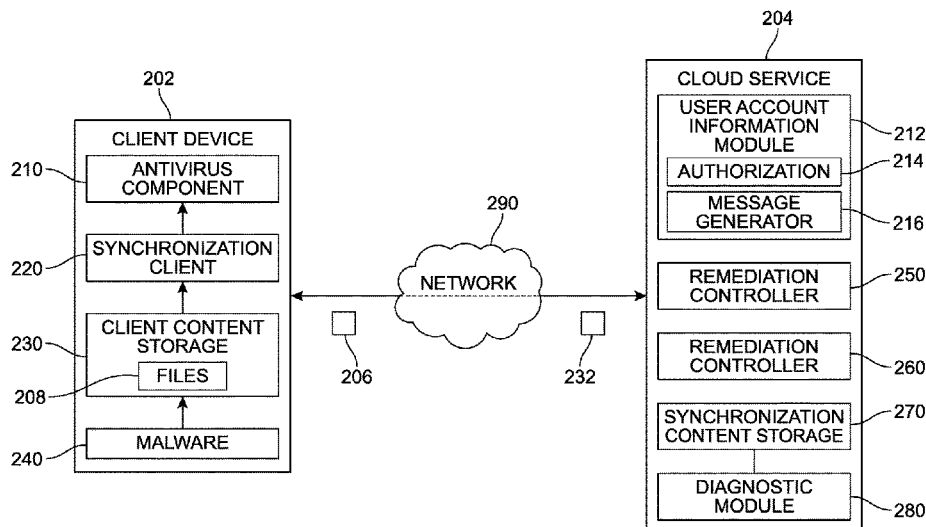 204
CLOUD SERVICE
202
USER ACCOUNT
INFORMATION
MODULE
212
CLIENT DEVICE
210
ANTIVIRUS
COMPONENT
AUTHORIZATION
214
MESSAGE
GENERATOR
216
290
220
SYNCHRONIZATION
CLIENT
NETWORK
REMEDIATION
CONTROLLER
250
230
CLIENT CONTENT
STORAGE
208
FILES
206
232
REMEDIATION
CONTROLLER
260
240
MALWARE
SYNCHRONIZATION
CONTENT STORAGE
270
DIAGNOSTIC
MODULE
280